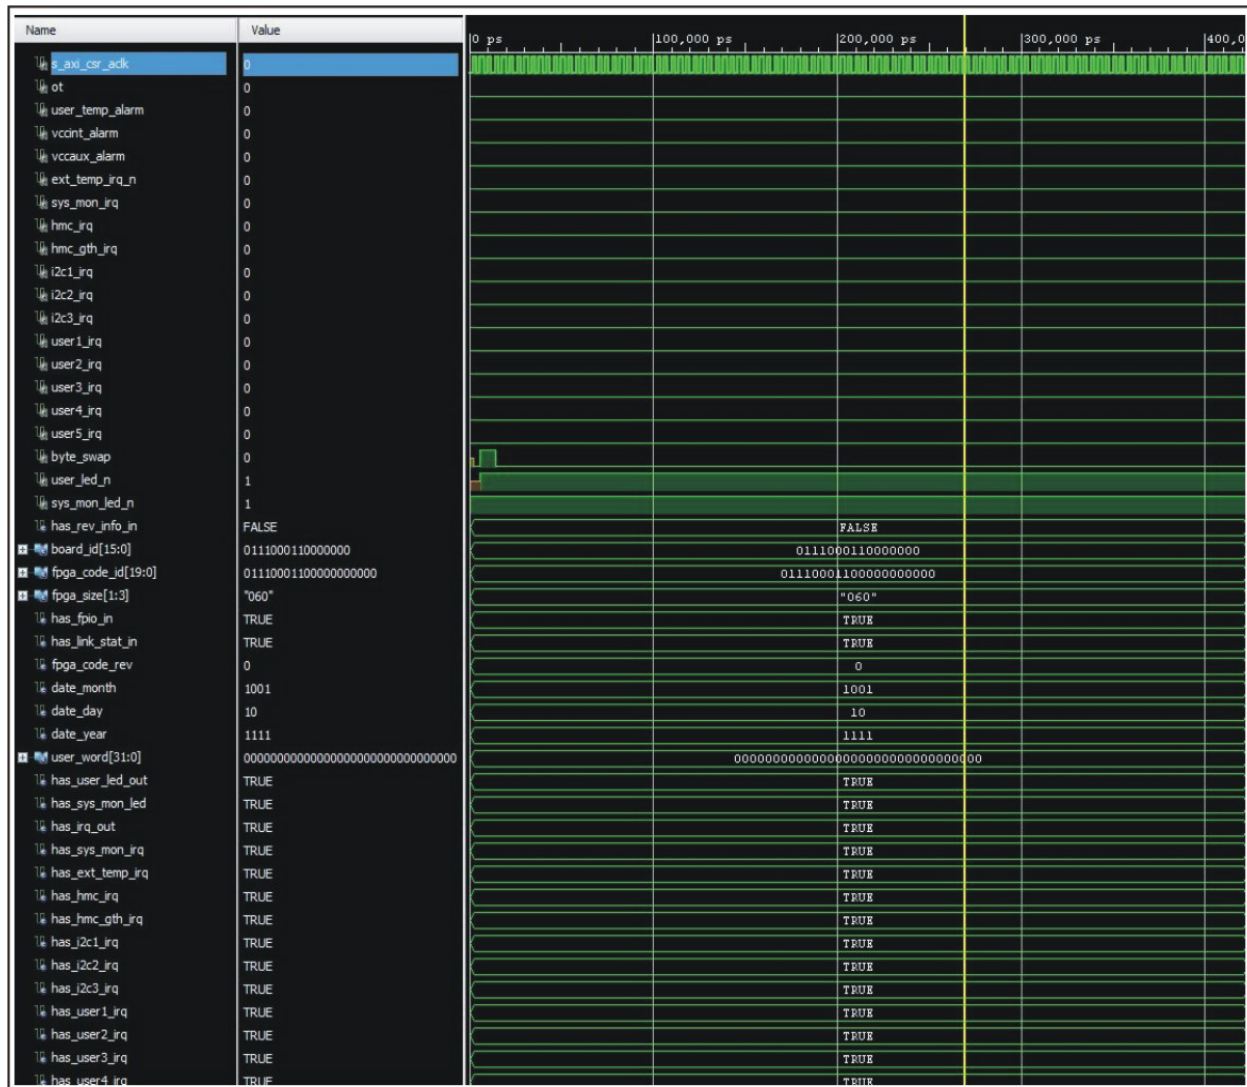 Name Value
0 ps 100,000 ps 200,000 ps 300,000 ps 400,0
s_axi_csr_aclk 0
ot 0
user_temp_alarm 0
vccint_alarm 0
vccaux_alarm 0
ext_temp_irq_n 0
sys_mon_irq 0
hmc_irq 0
hmc_gth_irq 0
i2c1_irq 0
i2c2_irq 0
i2c3_irq 0
user1_irq 0
user2_irq 0
user3_irq 0
user4_irq 0
user5_irq 0
byte_swap 0
user_led_n 1
sys_mon_led_n 1
has_rev_info_in FALSE FALSE
board_id[15:0] 0111000110000000 0111000110000000
fpga_code_id[19:0] 01110001100000000000 01110001100000000000
fpga_size[1:3] "060" "060"
has_fpio_in TRUE TRUE
has_link_stat_in TRUE TRUE
fpga_code_rev 0 0
date_month 1001 1001
date_day 10 10
date_year 1111 1111
user_word[31:0] 00000000000000000000000000000000 00000000000000000000000000000000
has_user_led_out TRUE TRUE
has_sys_mon_led TRUE TRUE
has_irq_out TRUE TRUE
has_sys_mon_irq TRUE TRUE
has_ext_temp_irq TRUE TRUE
has_hmc_irq TRUE TRUE
has_hmc_gth_irq TRUE TRUE
has_i2c1_irq TRUE TRUE
has_i2c2_irq TRUE TRUE
has_i2c3_irq TRUE TRUE
has_user1_irq TRUE TRUE
has_user2_irq TRUE TRUE
has_user3_irq TRUE TRUE
has_user4_irq TRUE TRUE